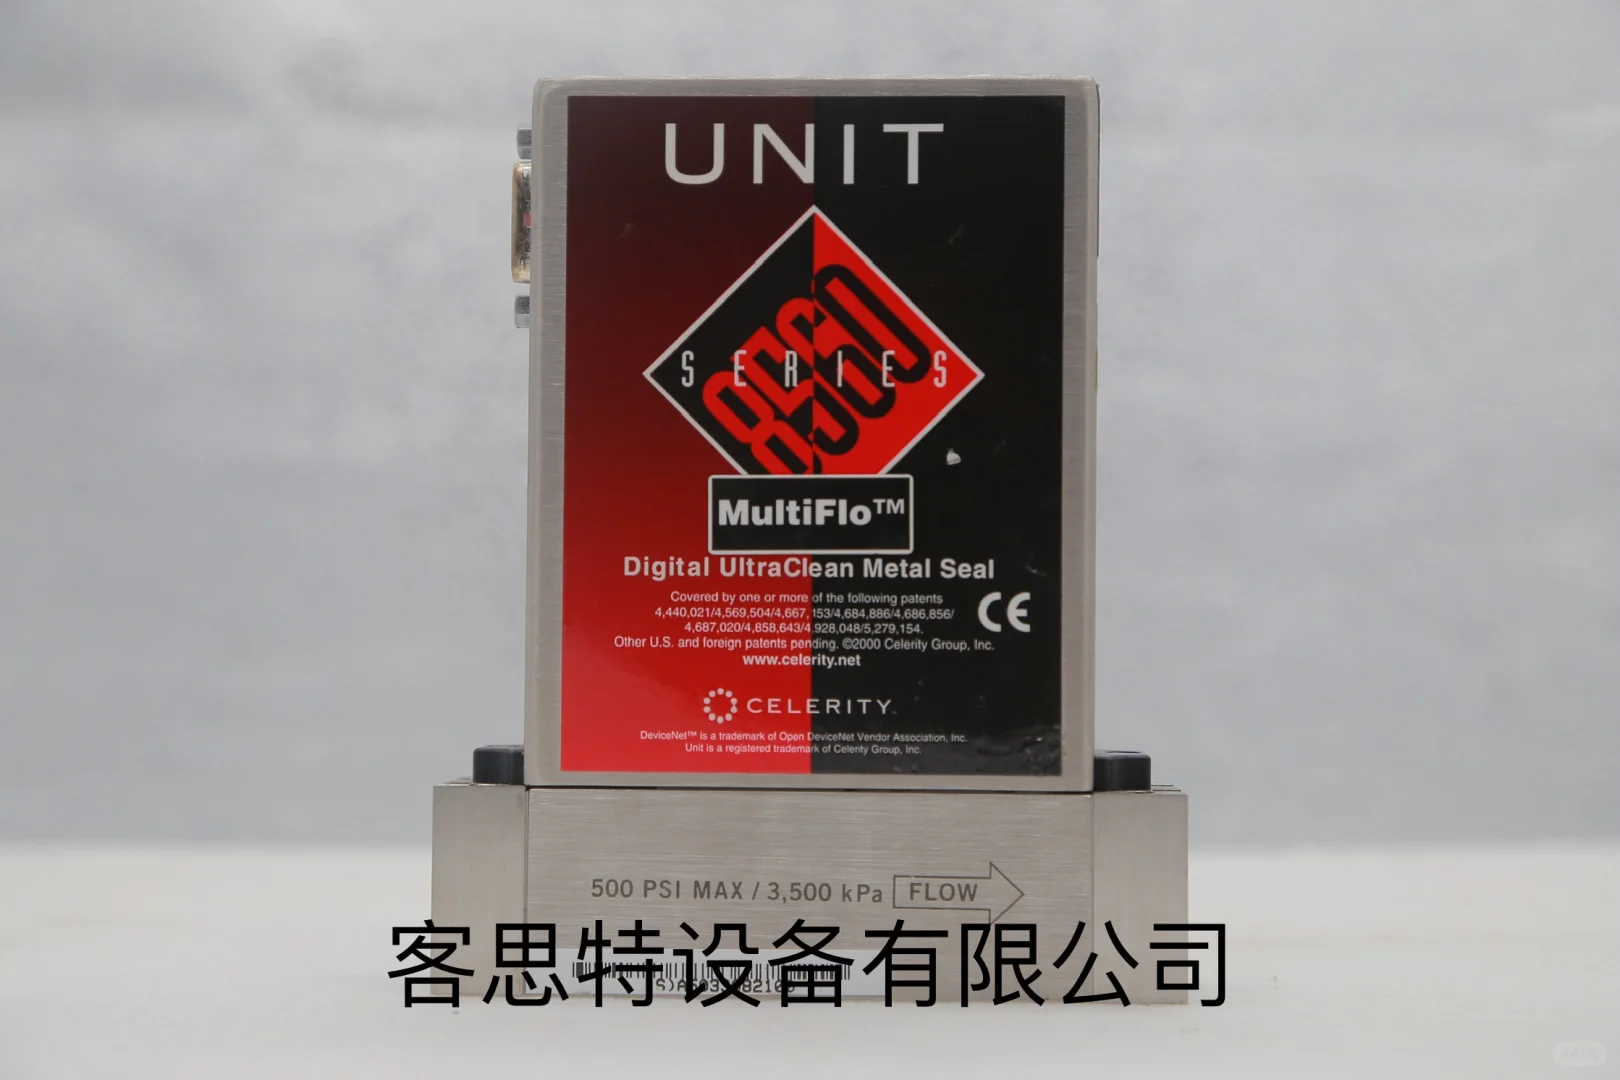 UNIT
8560
SERIES
MultiFlo™
Digital UltraClean Metal Seal
Covered by one or more of the following patents
4,440,021/4,569,504/4,667,153/4,684,886/4,686,856/
4,687,020/4,858,643/4,928,048/5,279,154.
Other U.S. and foreign patents pending. ©2000 Celerity Group, Inc.
www.celerity.net
CE
CELERITY
DeviceNet™ is a trademark of Open DeviceNet Vendor Association, Inc.
Unit is a registered trademark of Celerity Group, Inc.
500 PSI MAX / 3,500 kPa FLOW
客思特设备有限公司